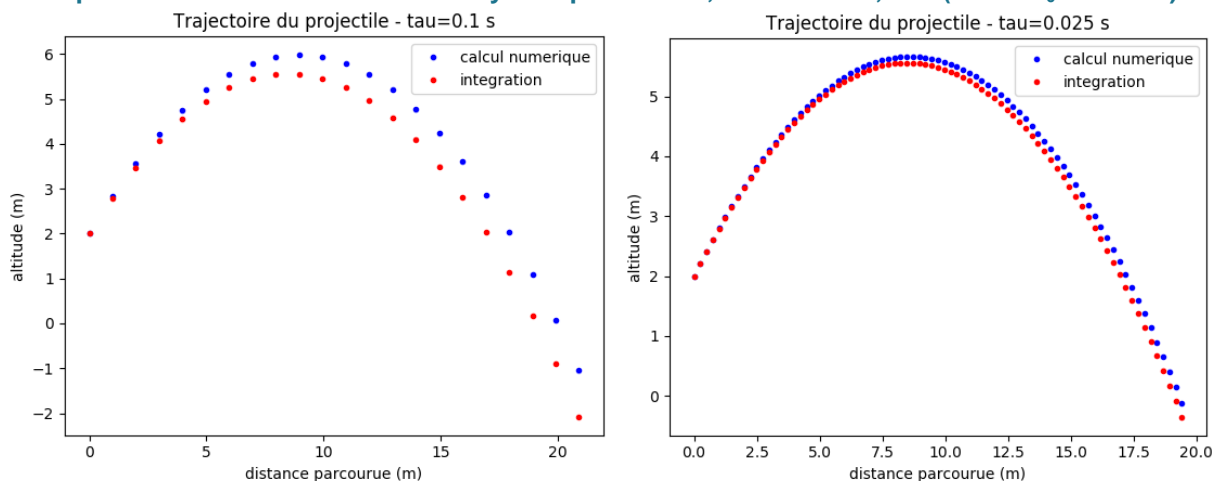 Trajectoire du projectile - tau=0.1 s
calcul numérique
integration
altitude (m)
6
5
4
3
2
1
0
−1
−2
0
5
10
15
20
distance parcourue (m)
Trajectoire du projectile - tau=0.025 s
calcul numérique
integration
altitude (m)
5
4
3
2
1
0
0.0
2.5
5.0
7.5
10.0
12.5
15.0
17.5
20.0
distance parcourue (m)